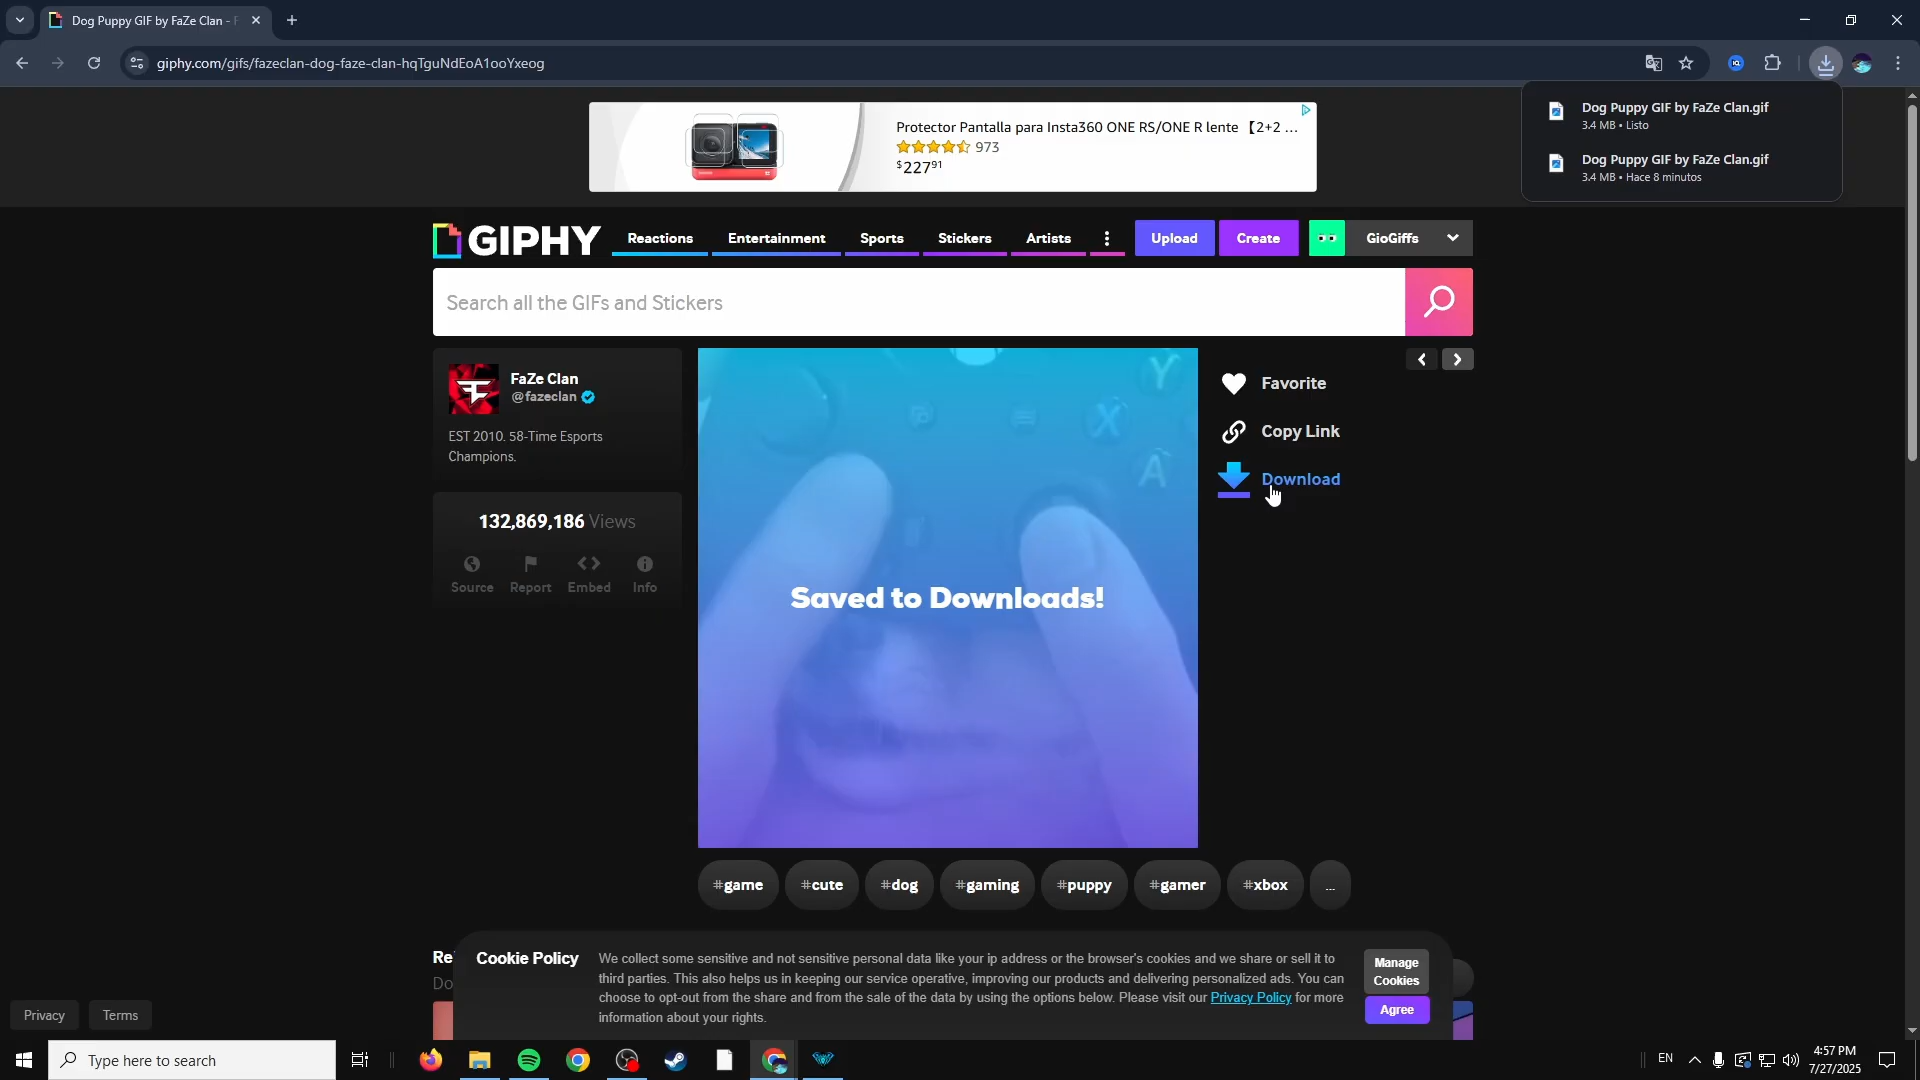 Dog Puppy GIF by FaZe Clan -
giphy.com/gifs/fazeclan-dog-faze-clan-hqTguNdEoA1ooYxeog
Dog Puppy GIF by FaZe Clan.gif
3.4 MB • Listo
Dog Puppy GIF by FaZe Clan.gif
3.4 MB • Hace 8 minutos
Protector Pantalla para Insta360 ONE RS/ONE R lente 【2+2 ...
973
$227⁹¹
GIPHY
Reactions
Entertainment
Sports
Stickers
Artists
Upload
Create
GioGiffs
Search all the GIFs and Stickers
FaZe Clan
@fazeclan
EST 2010. 58-Time Esports
Champions.
132,869,186 Views
Source
Report
Embed
Info
Y
X
A
Saved to Downloads!
Favorite
Copy Link
Download
#game
#cute
#dog
#gaming
#puppy
#gamer
#xbox
...
Re
Do
Cookie Policy
We collect some sensitive and not sensitive personal data like your ip address or the browser's cookies and we share or sell it to
third parties. This also helps us in keeping our service operative, improving our products and delivering personalized ads. You can
choose to opt-out from the share and from the sale of the data by using the options below. Please visit our Privacy Policy for more
information about your rights.
Manage
Cookies
Agree
Privacy
Terms
Type here to search
EN
4:57 PM
7/27/2025